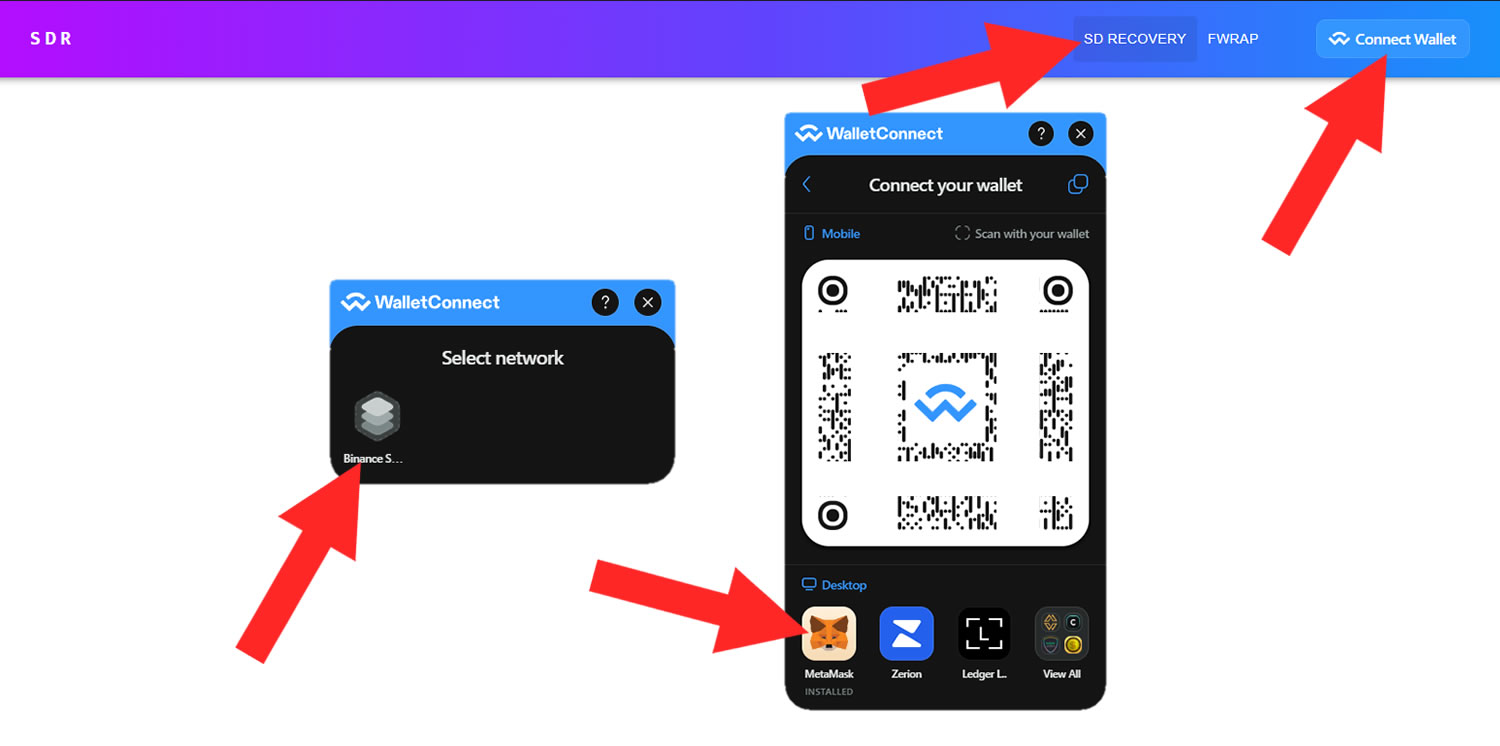 SDR
SD RECOVERY
FWRAP
Connect Wallet
WalletConnect
?
Connect your wallet
Mobile
Scan with your wallet
WalletConnect
?
Select network
Binance S...
Desktop
MetaMask
Zerion
Ledger L..
View All
INSTALLED